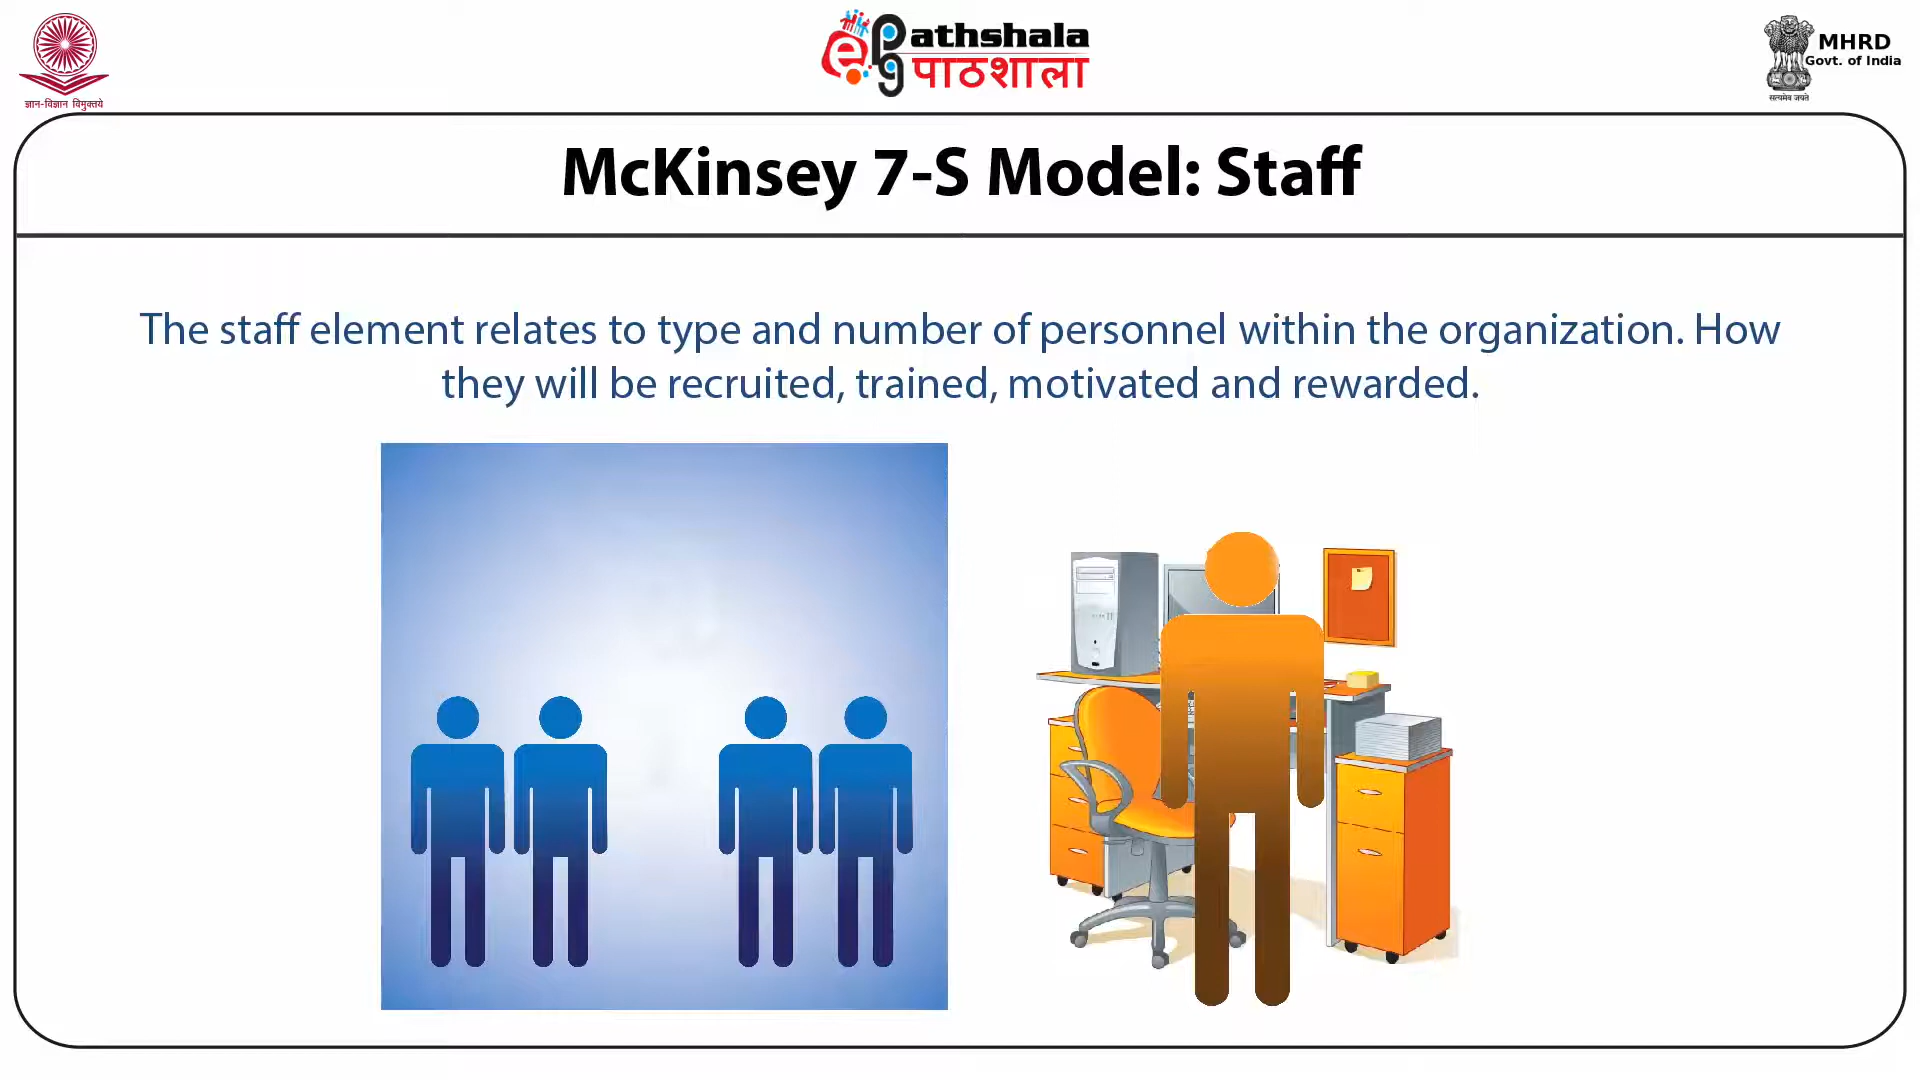 ज्ञान-विज्ञान विमुक्तये
e Pathshala
पाठशाला
MHRD
Govt. of India
सत्यमेव जयते
McKinsey 7-S Model: Staff
The staff element relates to type and number of personnel within the organization. How
they will be recruited, trained, motivated and rewarded.